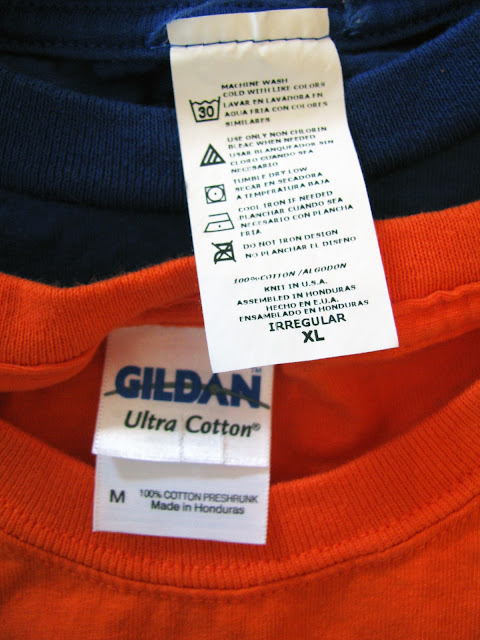 MACHINE WASH
COLD WITH LIKE COLORS
LAVAR EN LAVADORA EN
AGUA FRIA CON COLORES
SIMILARES
30
USE ONLY NON CHLORIN
BLEAC WHEN NEEDED
USAR BLANQUEADOR SIN
CLORO CUANDO SEA
NECESARIO
TUMBLE DRY LOW
SECAR EN SECADORA
A TEMPERATURA BAJA
COOL IRON IF NEEDED
PLANCHAR CUANDO SEA
NECESARIO CON PLANCHA
FRIA
DO NOT IRON DESIGN
NO PLANCHAR EL DISENO
100% COTTON / ALGODON
KNIT IN U.S.A.
ASSEMBLED IN HONDURAS
HECHO EN E.U.A.
ENSAMBLADO EN HONDURAS
IRREGULAR
XL
GILDAN™
Ultra Cotton®
M 100% COTTON PRESHRUNK
Made in Honduras